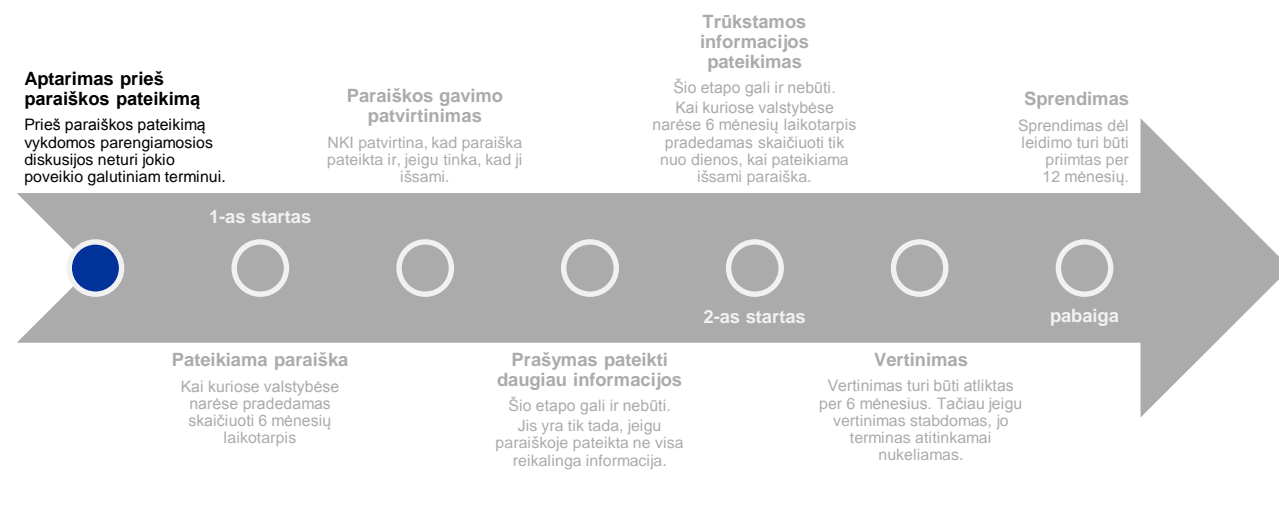 Aptarimas prieš
paraiškos pateikimą
Prieš paraiškos pateikimą
vykdomos parengiamosios
diskusijos neturi jokio
poveikio galutiniam terminui.
1-as startas
Pateikiama paraiška
Kai kuriose valstybėse
narėse pradedamas
skaičiuoti 6 mėnesių
laikotarpis
Paraiškos gavimo
patvirtinimas
NKI patvirtina, kad paraiška
pateikta ir, jeigu tinka, kad ji
išsami.
Prašymas pateikti
daugiau informacijos
Šio etapo gali ir nebūti.
Jis yra tik tada, jeigu
paraiškoje pateikta ne visa
reikalinga informacija.
Trūkstamos
informacijos
pateikimas
Šio etapo gali ir nebūti.
Kai kuriose valstybėse
narėse 6 mėnesių laikotarpis
pradedamas skaičiuoti tik
nuo dienos, kai pateikiama
išsami paraiška.
2-as startas
Vertinimas
Vertinimas turi būti atliktas
per 6 mėnesius. Tačiau jeigu
vertinimas stabdomas, jo
terminas atitinkamai
nukeliamas.
Sprendimas
Sprendimas dėl
leidimo turi būti
priimtas per
12 mėnesių.
pabaiga